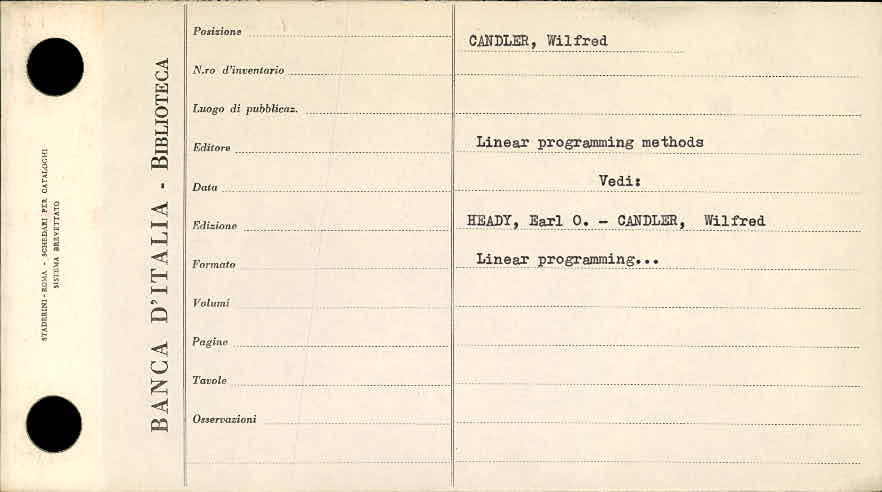 STADERINI - ROMA - SCHEDARI PER CATALOGHI
SISTEMA BREVETTATO
BANCA D'ITALIA - BIBLIOTECA
Posizione
N.ro d'inventario
Luogo di pubblicaz.
Editore
Data
Edizione
Formato
Volumi
Pagine
Tavole
Osservazioni
CANDLER, Wilfred
Linear programming methods
Vedi:
HEADY, Earl O. - CANDLER, Wilfred
Linear programming...